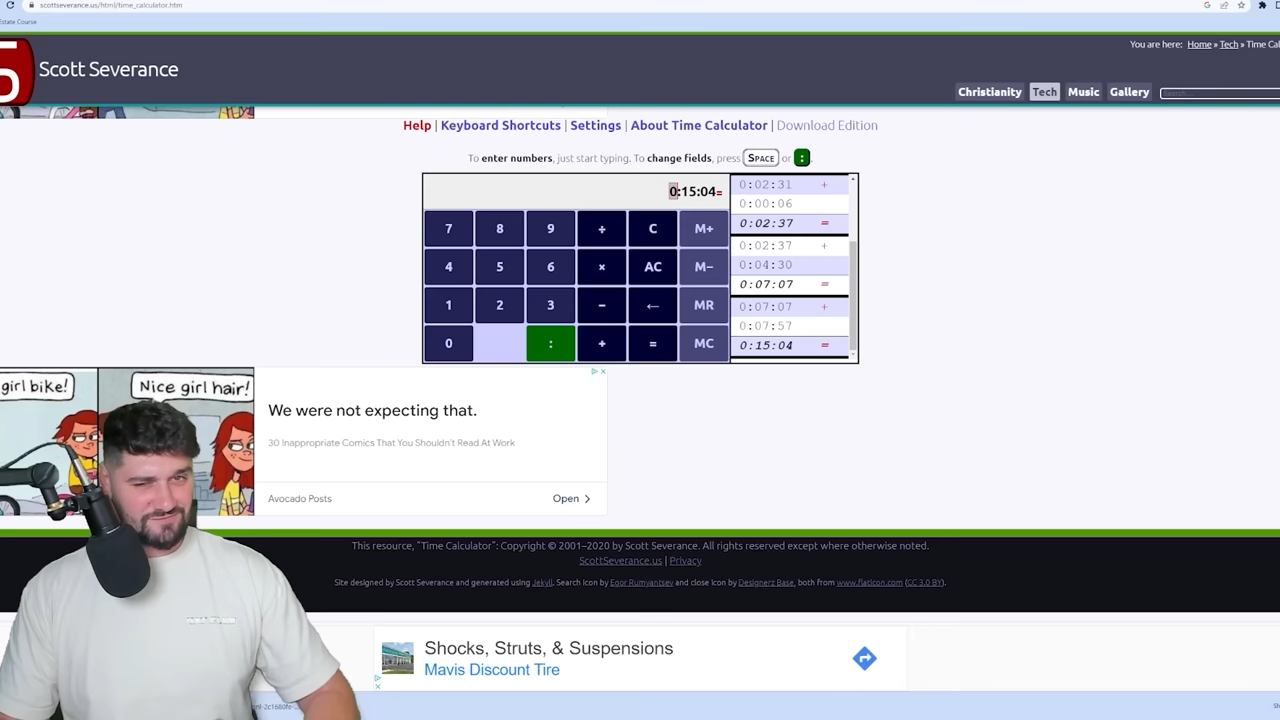 scottseverance.us/html/time_calculator.htm
Estate Course
You are here: Home » Tech » Time Cal
S
Scott Severance
Christianity Tech Music Gallery Search...
Help | Keyboard Shortcuts | Settings | About Time Calculator | Download Edition
To enter numbers, just start typing. To change fields, press SPACE or : .
0:15:04=
7 8 9 ÷ C M+
4 5 6 × AC M−
1 2 3 − ← MR
0 : + = MC
0:02:31 +
0:00:06
0:02:37 =
0:02:37 +
0:04:30
0:07:07 =
0:07:07 +
0:07:57
0:15:04 =
girl bike!
Nice girl hair!
We were not expecting that.
30 Inappropriate Comics That You Shouldn't Read At Work
Avocado Posts
Open >
This resource, "Time Calculator": Copyright © 2001–2020 by Scott Severance. All rights reserved except where otherwise noted.
ScottSeverance.us | Privacy
Site designed by Scott Severance and generated using Jekyll. Search icon by Egor Rumyantsev and close icon by Designerz Base, both from www.flaticon.com (CC 3.0 BY).
Shocks, Struts, & Suspensions
Mavis Discount Tire